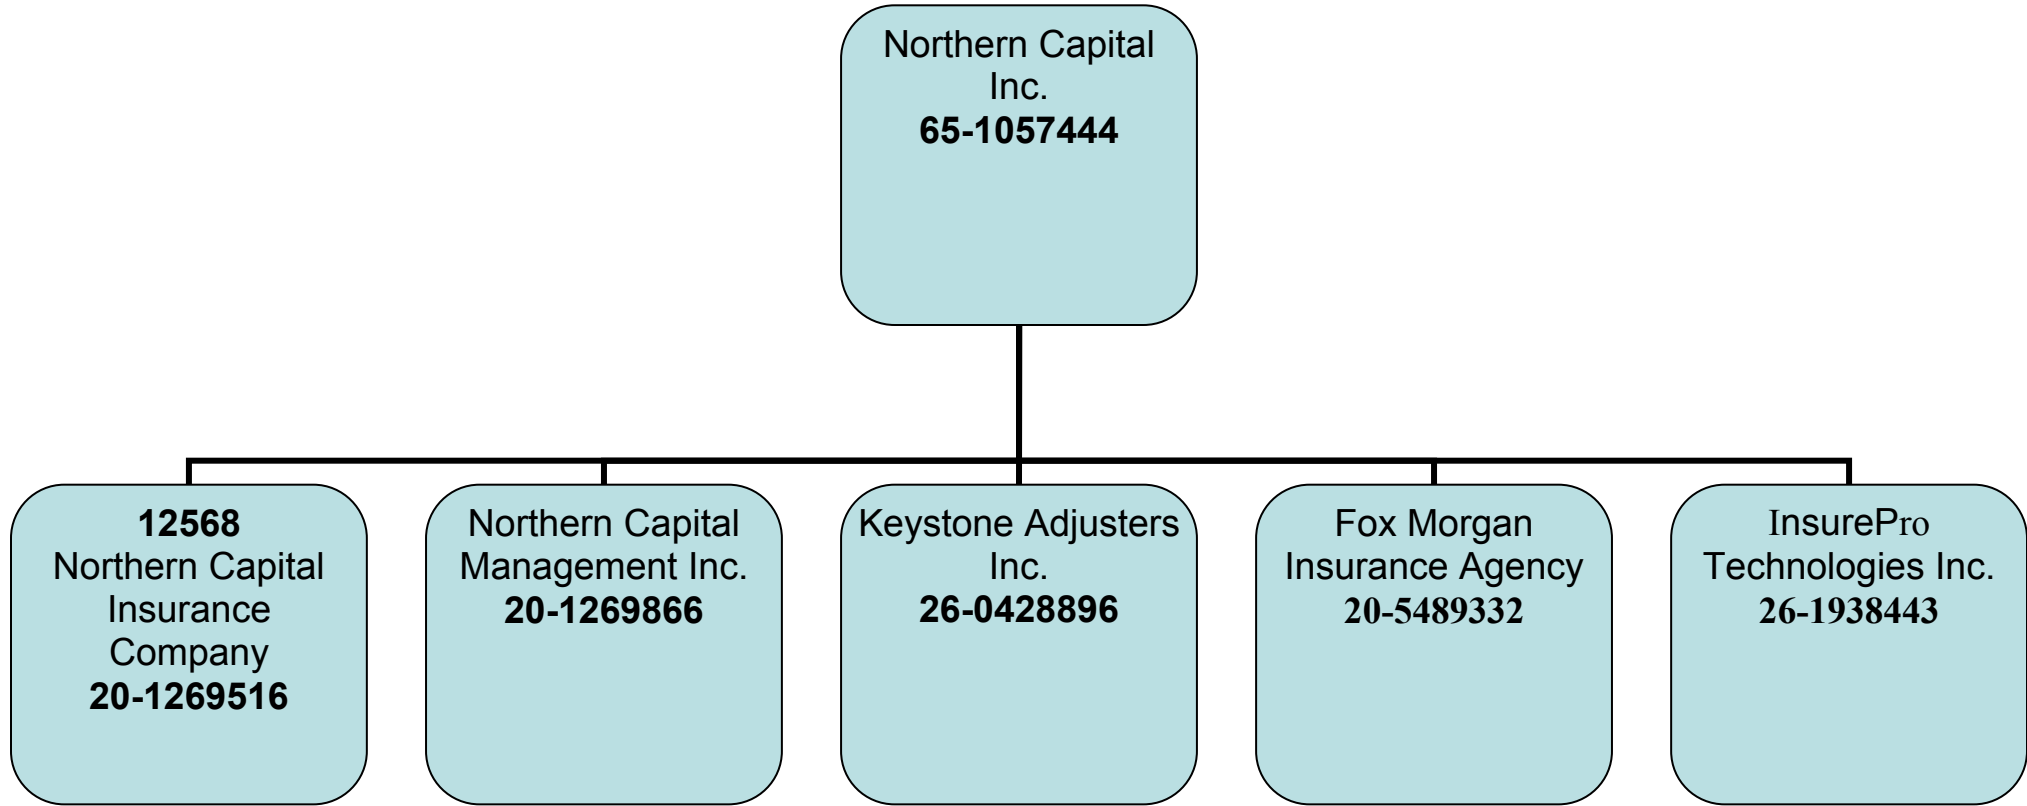 Northern Capital
Inc.
65-1057444
12568
Northern Capital
Insurance
Company
20-1269516
Northern Capital
Management Inc.
20-1269866
Keystone Adjusters
Inc.
26-0428896
Fox Morgan
Insurance Agency
20-5489332
InsurePro
Technologies Inc.
26-1938443